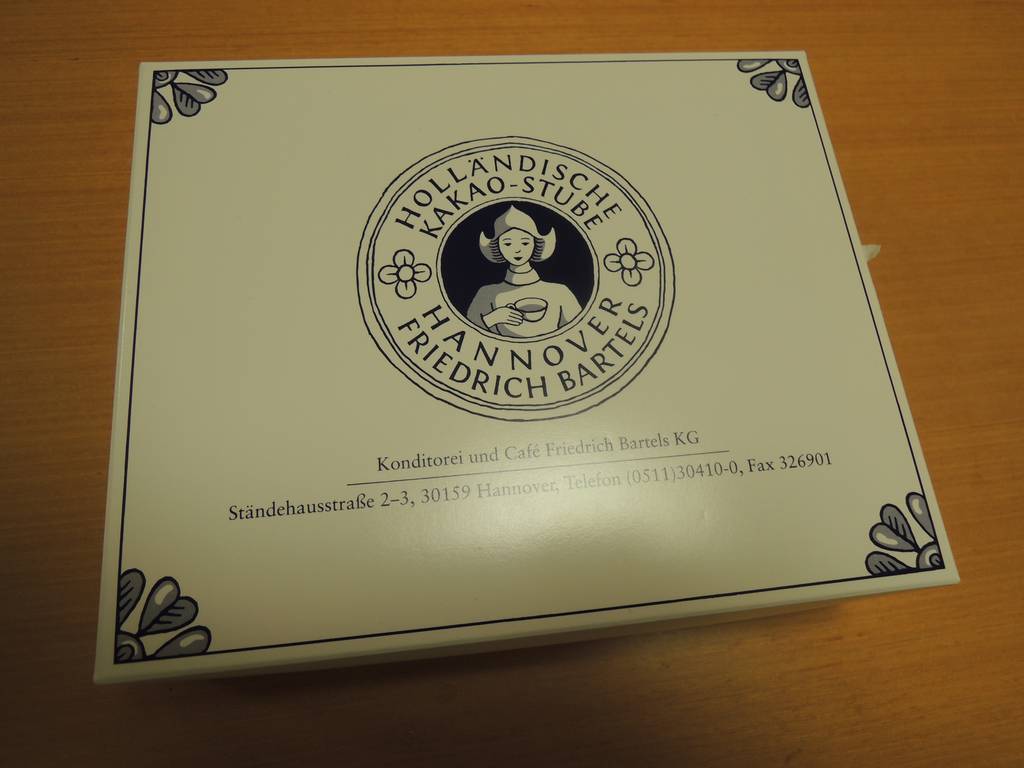 HOLLÄNDISCHE
KAKAO-STUBE
HANNOVER
FRIEDRICH BARTELS
Konditorei und Café Friedrich Bartels KG
Ständehausstraße 2–3, 30159 Hannover, Telefon (0511)30410-0, Fax 326901